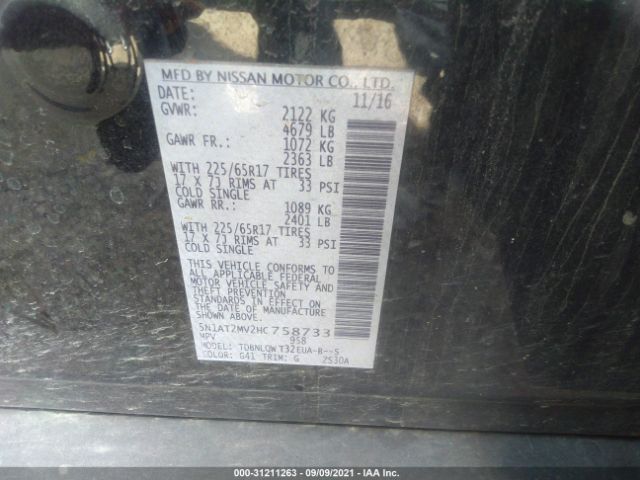 MFD BY NISSAN MOTOR CO., LTD.
DATE: 11/16
GVWR: 2122 KG
4679 LB
GAWR FR.: 1072 KG
2363 LB
WITH 225/65R17 TIRES
17 X 7J RIMS AT 33 PSI
COLD SINGLE
GAWR RR.: 1089 KG
2401 LB
WITH 225/65R17 TIRES
17 X 7J RIMS AT 33 PSI
COLD SINGLE
THIS VEHICLE CONFORMS TO
ALL APPLICABLE FEDERAL
MOTOR VEHICLE SAFETY AND
THEFT PREVENTION
STANDARDS IN EFFECT ON
THE DATE OF MANUFACTURE
SHOWN ABOVE.
5N1AT2MV2HC758733
MPV 958
MODEL: TDBNLQW T32EUA-B--S
COLOR: G41 TRIM: G 2S30A
000-31211263 - 09/09/2021 - IAA Inc.